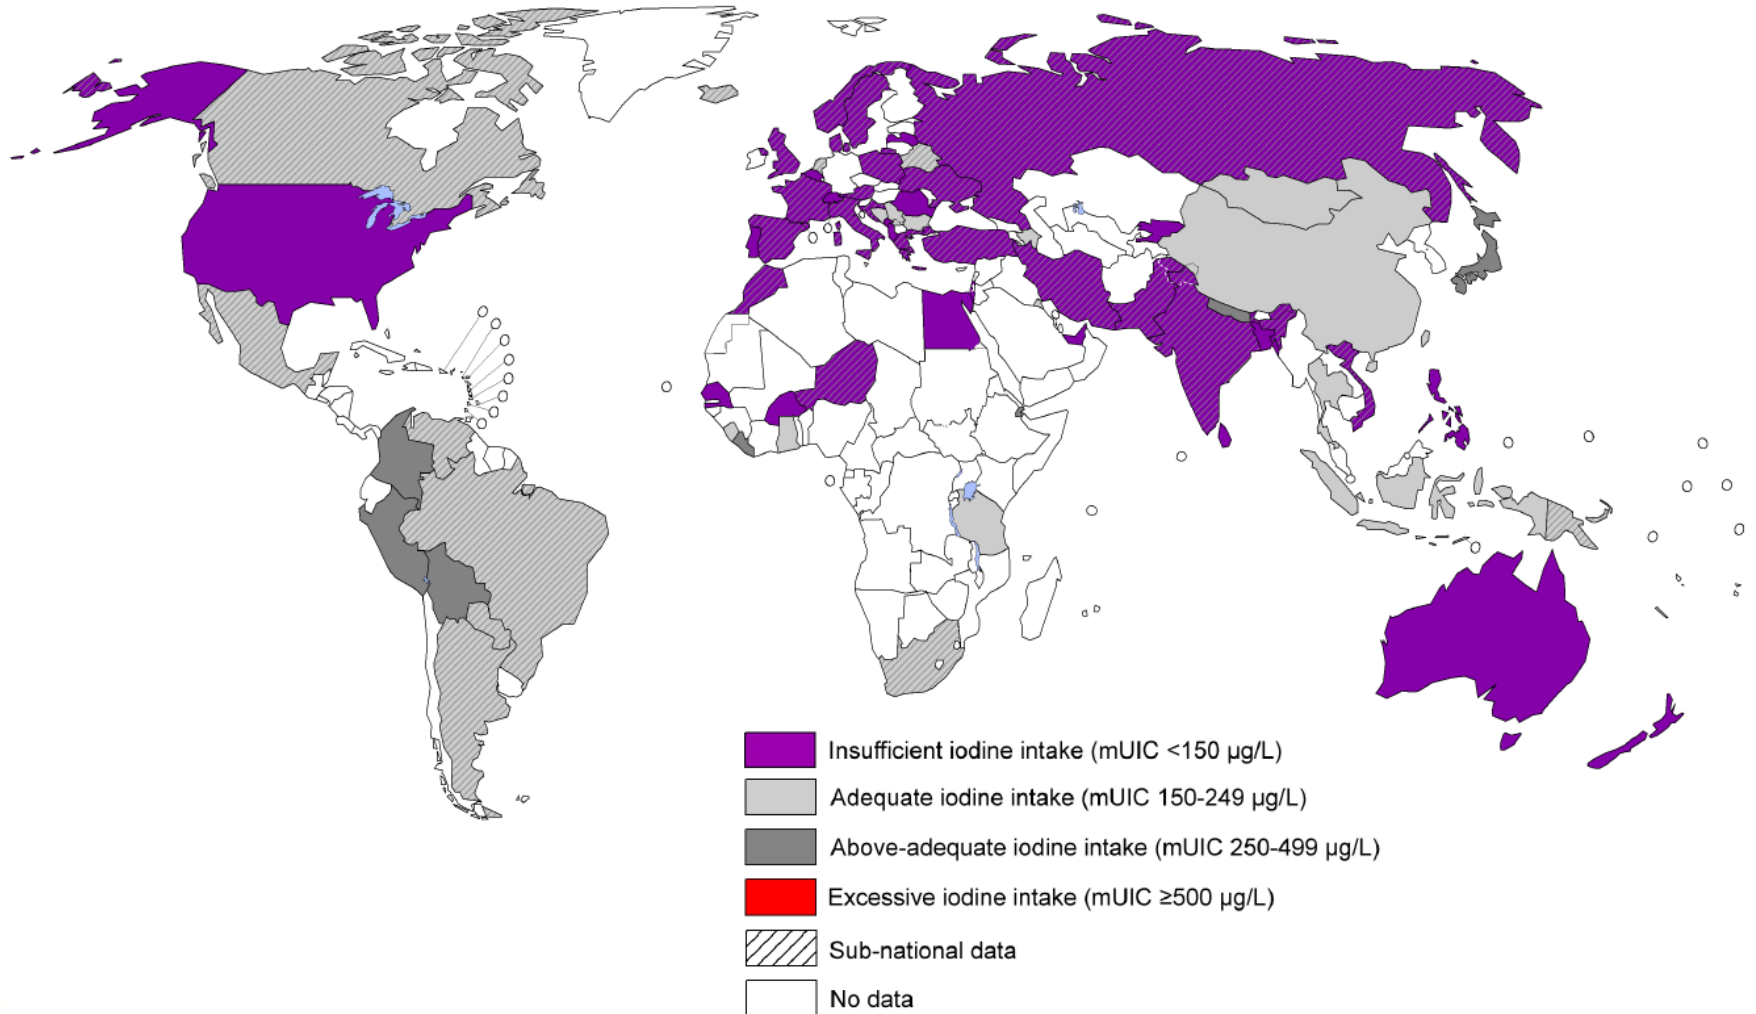 Insufficient iodine intake (mUIC <150 µg/L)
Adequate iodine intake (mUIC 150-249 µg/L)
Above-adequate iodine intake (mUIC 250-499 µg/L)
Excessive iodine intake (mUIC ≥500 µg/L)
Sub-national data
No data